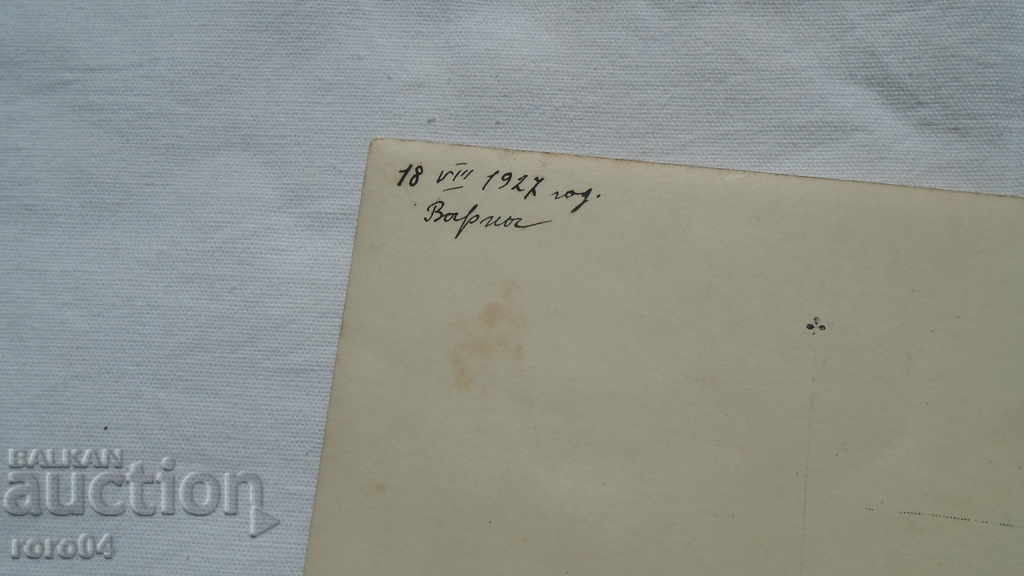 18 VIII 1927 год.
Варна
BALKAN
auction
roro04